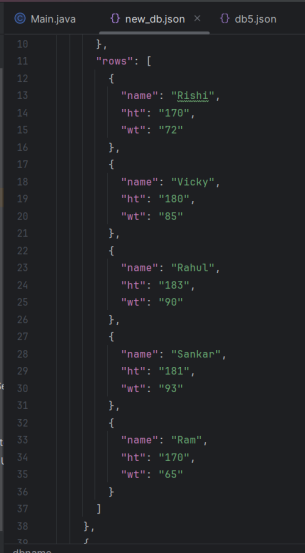 Main.java new_db.json db5.json
10 },
11 "rows": [
12 {
13 "name": "Rishi",
14 "ht": "170",
15 "wt": "72"
16 },
17 {
18 "name": "Vicky",
19 "ht": "180",
20 "wt": "85"
21 },
22 {
23 "name": "Rahul",
24 "ht": "183",
25 "wt": "90"
26 },
27 {
28 "name": "Sankar",
29 "ht": "181",
30 "wt": "93"
31 },
32 {
33 "name": "Ram",
34 "ht": "170",
35 "wt": "65"
36 }
37 ]
38 },
39 {
dbname